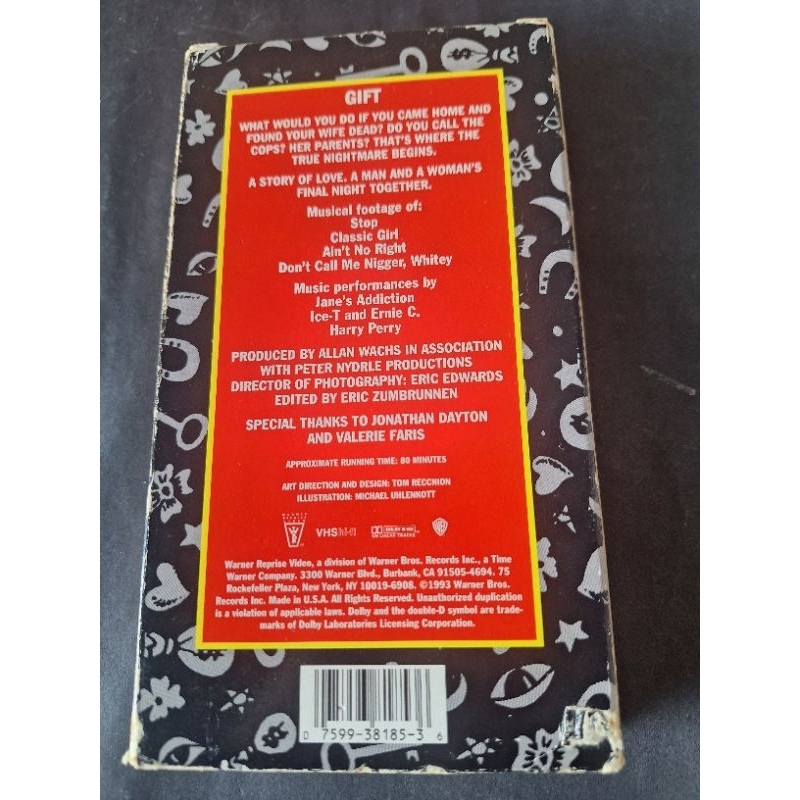 GIFT
WHAT WOULD YOU DO IF YOU CAME HOME AND
FOUND YOUR WIFE DEAD? DO YOU CALL THE
COPS? HER PARENTS? THAT'S WHERE THE
TRUE NIGHTMARE BEGINS.
A STORY OF LOVE. A MAN AND A WOMAN'S
FINAL NIGHT TOGETHER.
Musical footage of:
Stop
Classic Girl
Ain't No Right
Don't Call Me Nigger, Whitey
Music performances by
Jane's Addiction
Ice-T and Ernie C.
Harry Perry
PRODUCED BY ALLAN WACHS IN ASSOCIATION
WITH PETER NYDRLE PRODUCTIONS
DIRECTOR OF PHOTOGRAPHY: ERIC EDWARDS
EDITED BY ERIC ZUMBRUNNEN
SPECIAL THANKS TO JONATHAN DAYTON
AND VALERIE FARIS
APPROXIMATE RUNNING TIME: 80 MINUTES
ART DIRECTION AND DESIGN: TOM RECCHION
ILLUSTRATION: MICHAEL UHLENKOTT
VHS hi-fi
Warner Reprise Video, a division of Warner Bros. Records Inc., a Time
Warner Company. 3300 Warner Blvd., Burbank, CA 91505-4694. 75
Rockefeller Plaza, New York, NY 10019-6908. ©1993 Warner Bros.
Records Inc. Made in U.S.A. All Rights Reserved. Unauthorized duplication
is a violation of applicable laws. Dolby and the double-D symbol are trade-
marks of Dolby Laboratories Licensing Corporation.
0 7599-38185-3 6